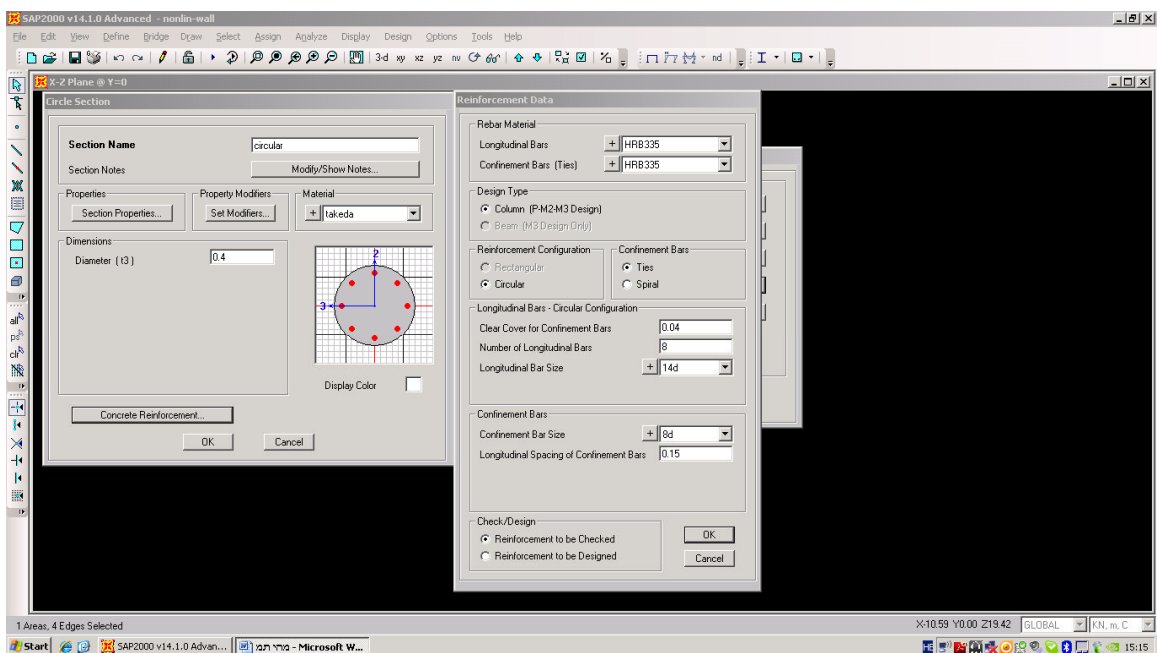 SAP2000 v14.1.0 Advanced - nonlin-wall
File Edit View Define Bridge Draw Select Assign Analyze Display Design Options Tools Help
3-d xy xz yz nv nd
X-Z Plane @ Y=0
Circle Section
Section Name circular
Section Notes Modify/Show Notes...
Properties Property Modifiers Material
Section Properties... Set Modifiers... + takeda
Dimensions
Diameter ( t3 ) 0.4
2
3
Display Color
Concrete Reinforcement...
OK Cancel
Reinforcement Data
Rebar Material
Longitudinal Bars + HRB335
Confinement Bars (Ties) + HRB335
Design Type
Column (P-M2-M3 Design)
Beam (M3 Design Only)
Reinforcement Configuration Confinement Bars
Rectangular Ties
Circular Spiral
Longitudinal Bars - Circular Configuration
Clear Cover for Confinement Bars 0.04
Number of Longitudinal Bars 8
Longitudinal Bar Size + 14d
Confinement Bars
Confinement Bar Size + 8d
Longitudinal Spacing of Confinement Bars 0.15
Check/Design
Reinforcement to be Checked OK
Reinforcement to be Designed Cancel
all
ps
clr
1 Areas, 4 Edges Selected X-10.59 Y0.00 Z19.42 GLOBAL KN, m, C
Start SAP2000 v14.1.0 Advan... מהי תמ) - Microsoft W... HE 15:15